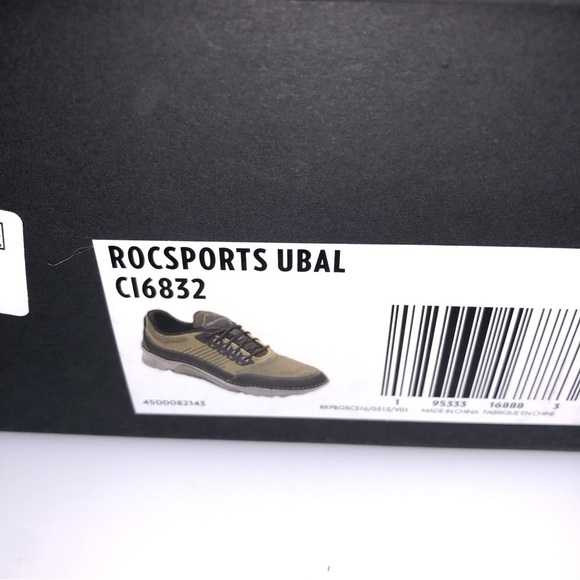 ROCSPORTS UBAL
CI6832
4500082143
RKPBOXCS16/0315/V01
1 95333 16888 3
MADE IN CHINA FABRIQUE EN CHINE